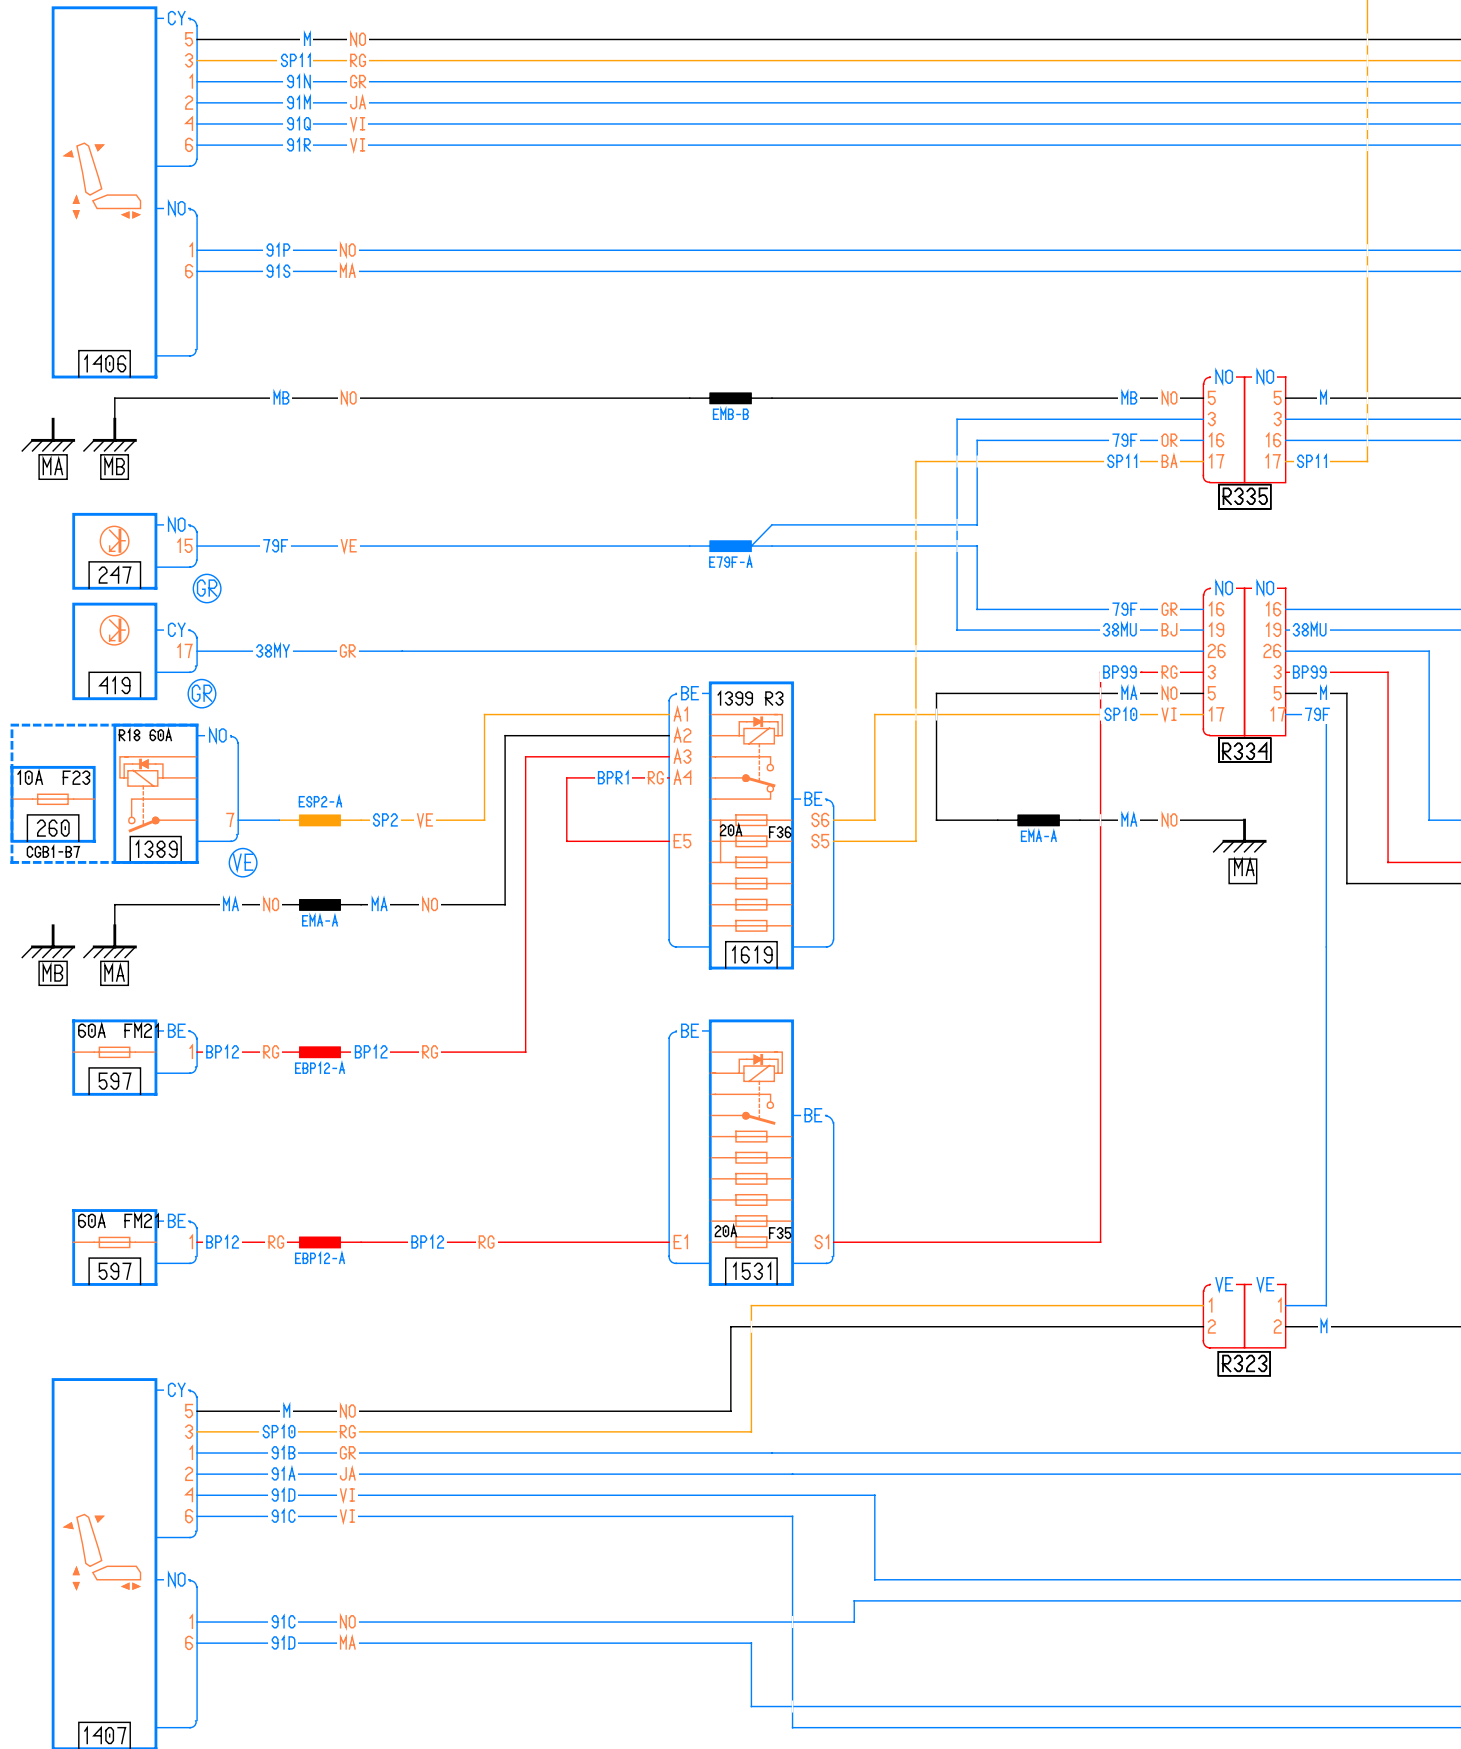 CY
5 M NO
3 SP11 RG
1 91N GR
2 91M JA
4 91Q VI
6 91R VI
NO
1 91P NO
6 91S MA
1406
MB NO EMB-B MB NO
NO NO
5 5 M
3 3
79F OR 16 16
SP11 BA 17 17 SP11
R335
MA MB
NO
15 79F VE E79F-A
247
GR
CY
17 38MY GR
419
GR
NO NO
79F GR 16 16
38MU BJ 19 19 38MU
26 26
BP99 RG 3 3 BP99
MA NO 5 5 M
SP10 VI 17 17 79F
R334
BE 1399 R3
A1
A2
A3
BPR1 RG A4
E5
BE
S6
S5
20A F36
1619
R18 60A NO
10A F23
260
CGB1-B7
1389
7 ESP2-A SP2 VE
VE
EMA-A MA NO
MA
MA NO EMA-A MA NO
MB MA
60A FM21 BE
1 BP12 RG EBP12-A BP12 RG
597
BE
BE
20A F35
E1 S1
1531
60A FM21 BE
1 BP12 RG EBP12-A BP12 RG
597
VE VE
1 1
2 2 M
R323
CY
5 M NO
3 SP10 RG
1 91B GR
2 91A JA
4 91D VI
6 91C VI
NO
1 91C NO
6 91D MA
1407